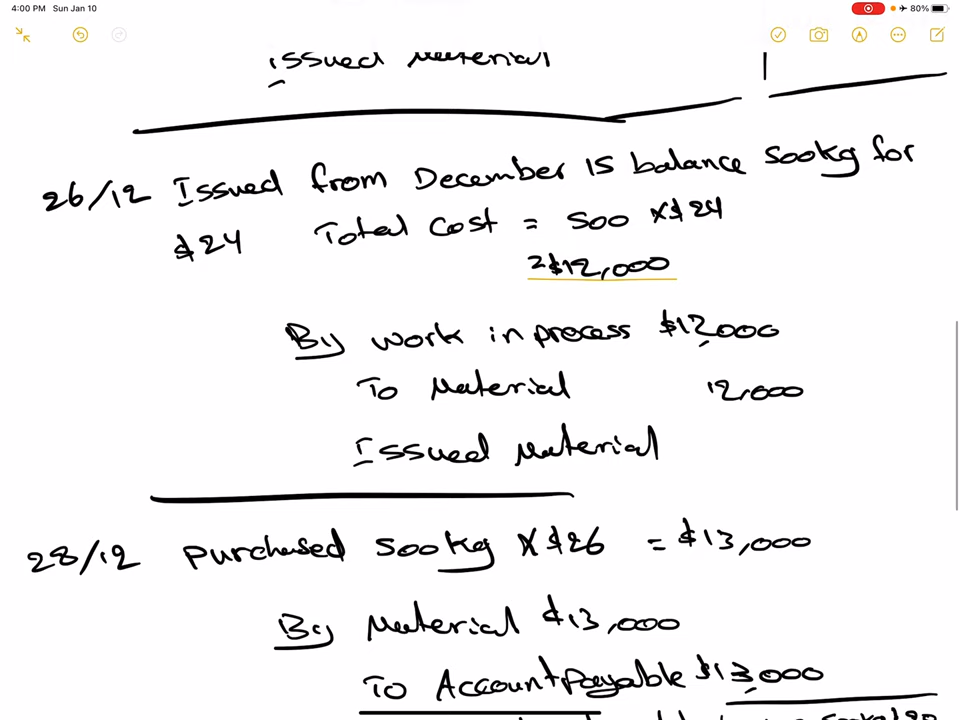 4:00 PM Sun Jan 10
80%
Issued Material
26/12 Issued from December 15 balance 500kg for
$24 Total Cost = 500 x $24
= $12,000
By work in process $12,000
To Material 12,000
Issued Material
28/12 purchased 500kg x $26 = $13,000
By Material $13,000
To Account Payable $13,000